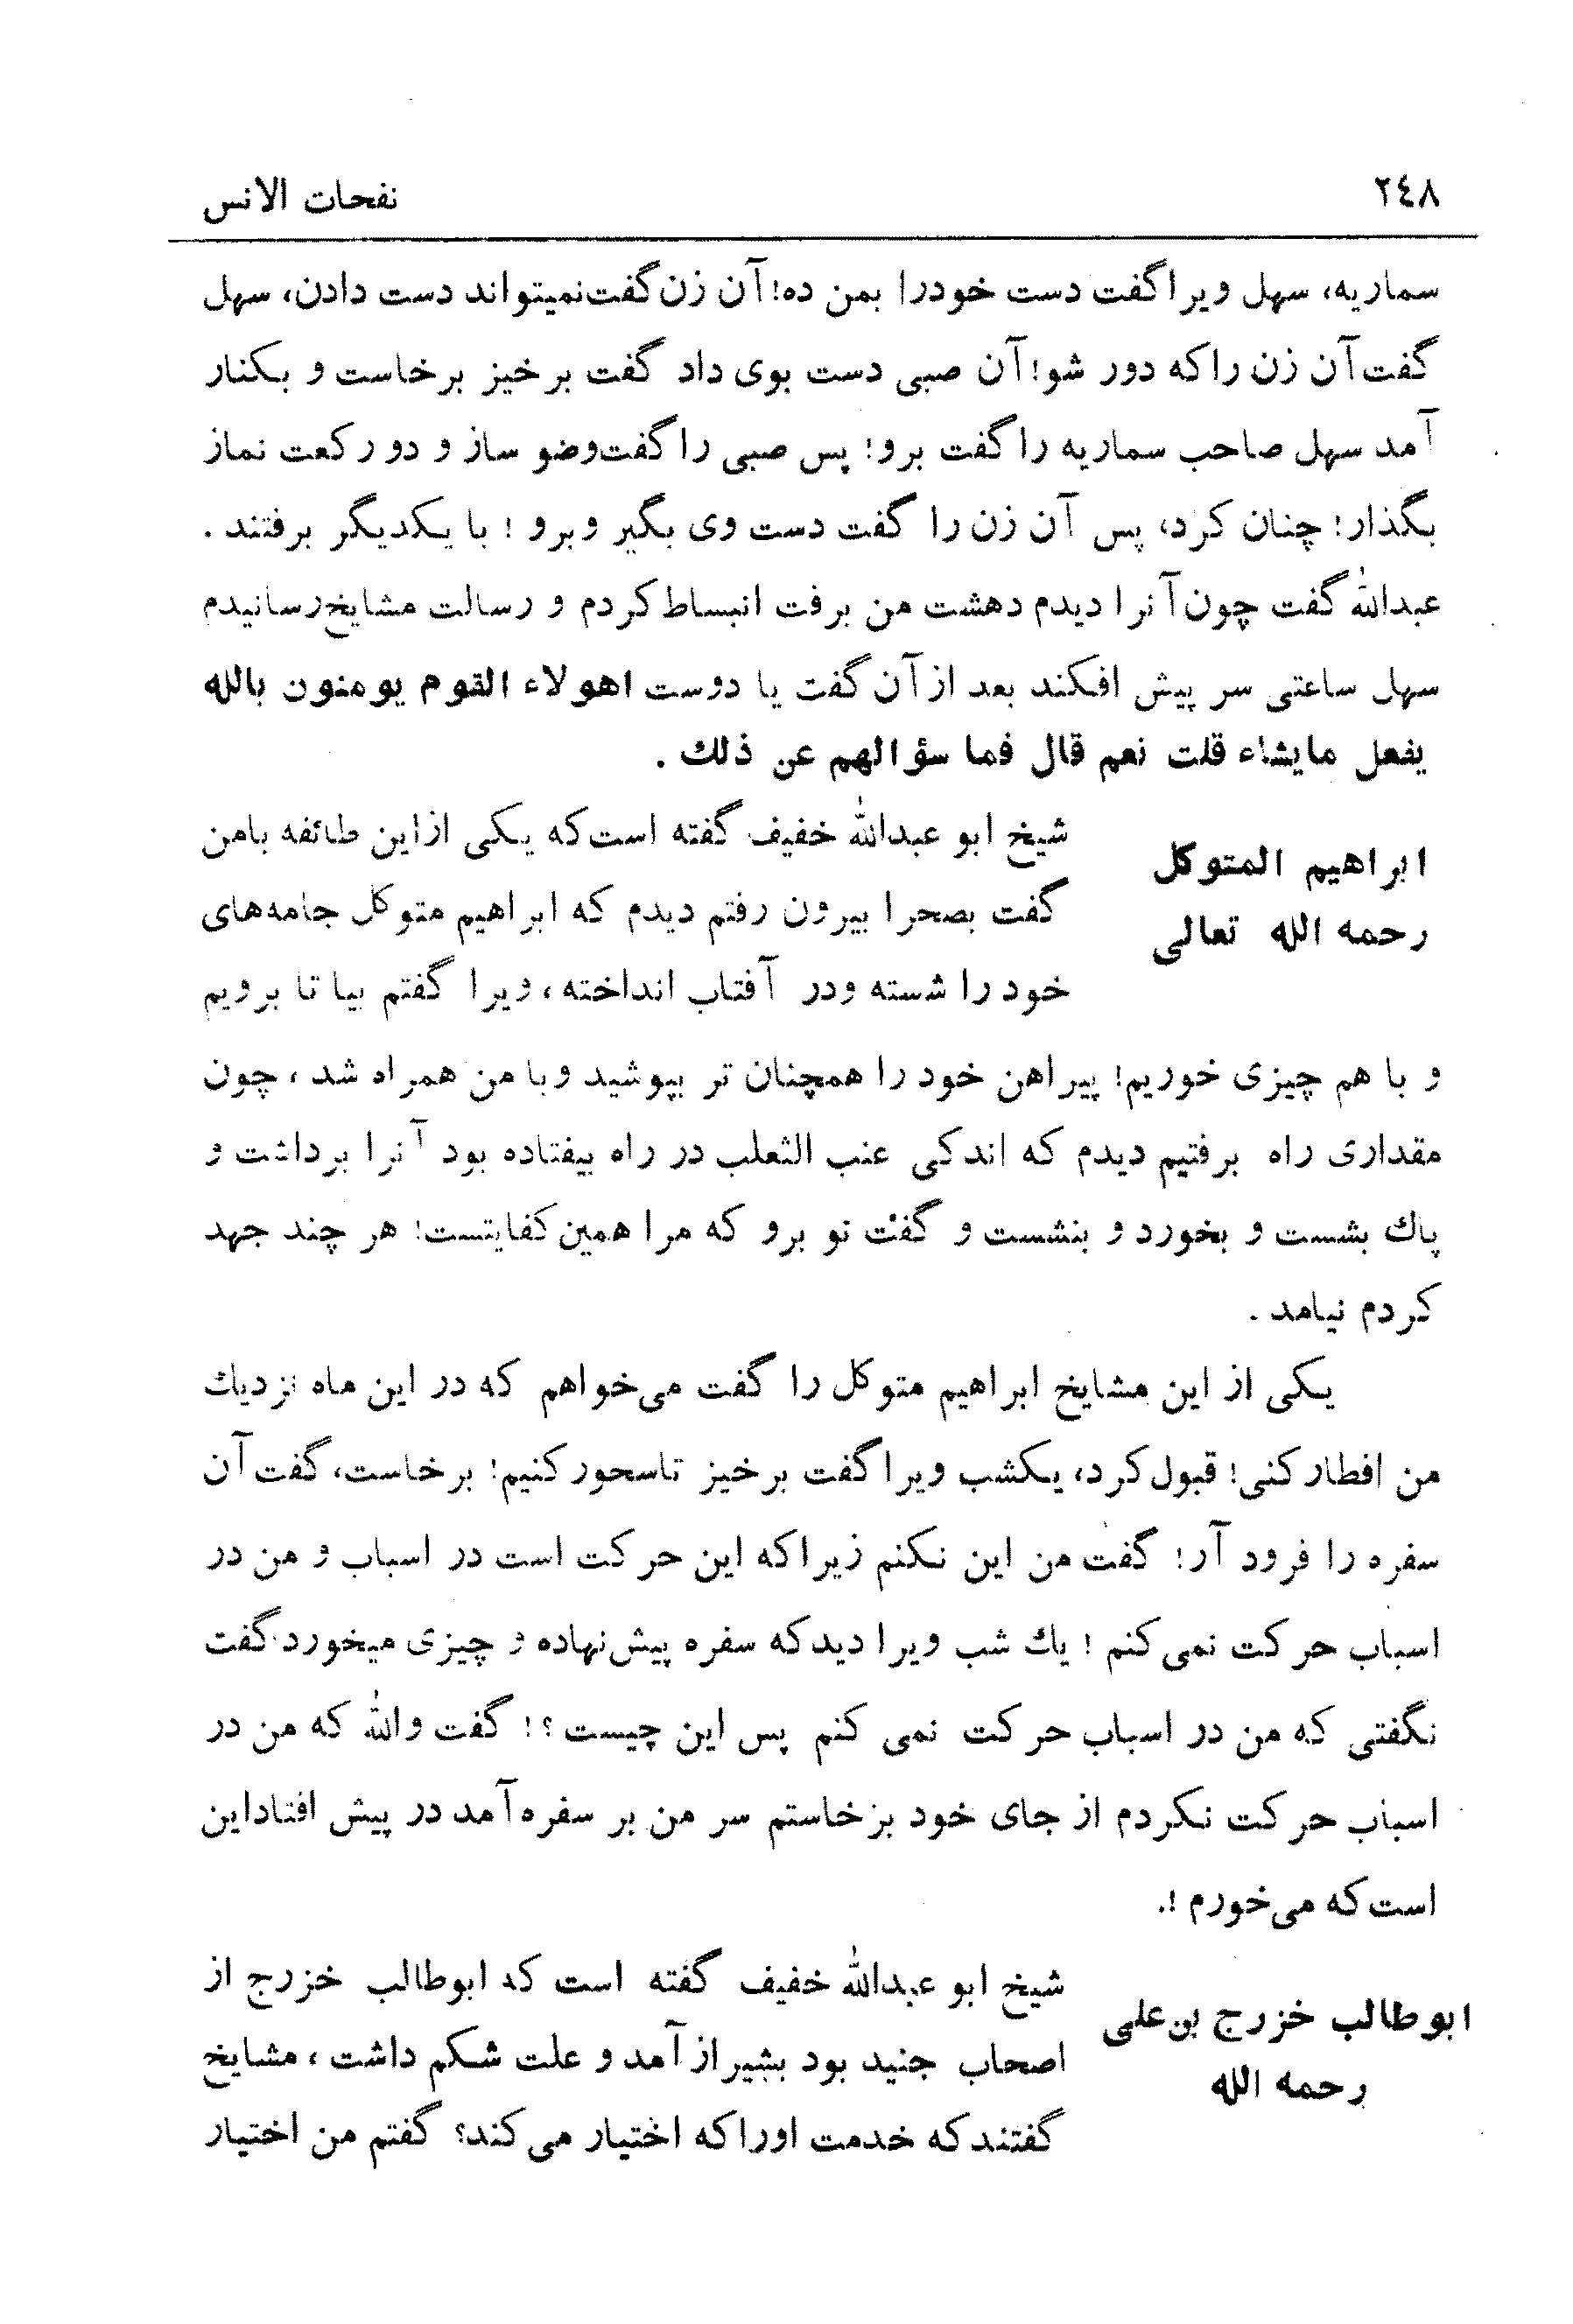 ٢٤٨
نفحات الانس
سماریه، سهل ویرا گفت دست خودرا بمن ده! آن زن گفت نمیتواند دست دادن، سهل
گفت آن زن را که دور شو! آن صبی دست بوی داد گفت برخیز برخاست و بکنار
آمد سهل صاحب سماریه را گفت برو! پس صبی را گفت وضو ساز و دو رکعت نماز
بگذار! چنان کرد، پس آن زن را گفت دست وی بگیر وبرو ! با یکدیگر برفتند .
عبدالله گفت چون آنرا دیدم دهشت من برفت انبساط کردم و رسالت مشایخ رسانیدم
سهل ساعتی سر پیش افکند بعد از آن گفت یا دوست اهولاء القوم یومنون بالله
یفعل مایشاء قلت نعم قال فما سؤالهم عن ذلك .
ابراهیم المتوکل
رحمه الله تعالی
شیخ ابو عبدالله خفیف گفته است که یکی ازاین طائفه بامن
گفت بصحرا بیرون رفتم دیدم که ابراهیم متوکل جامه‌های
خود را شسته ودر آفتاب انداخته، ویرا گفتم بیا تا برویم
و با هم چیزی خوریم! پیراهن خود را همچنان تر بپوشید وبا من همراه شد، چون
مقداری راه برفتیم دیدم که اندکی عنب الثعلب در راه بیفتاده بود آنرا برداشت و
پاك بشست و بخورد و بنشست و گفت تو برو که مرا همین کفایتست! هر چند جهد
کردم نیامد .
یکی از این مشایخ ابراهیم متوکل را گفت می‌خواهم که در این ماه نزدیك
من افطار کنی! قبول کرد، یکشب ویرا گفت برخیز تاسحور کنیم! برخاست، گفت آن
سفره را فرود آر! گفت من این نکنم زیراکه این حرکت است در اسباب و من در
اسباب حرکت نمی‌کنم ! یك شب ویرا دید که سفره پیش نهاده و چیزی میخورد گفت
نگفتی که من در اسباب حرکت نمی کنم پس این چیست ؟! گفت والله که من در
اسباب حرکت نکردم از جای خود برخاستم سر من بر سفره آمد در پیش افتاداین
است که می‌خورم !.
ابوطالب خزرج بن علی
رحمه الله
شیخ ابو عبدالله خفیف گفته است که ابوطالب خزرج از
اصحاب جنید بود بشیراز آمد و علت شکم داشت، مشایخ
گفتند که خدمت اورا که اختیار می‌کند؟ گفتم من اختیار